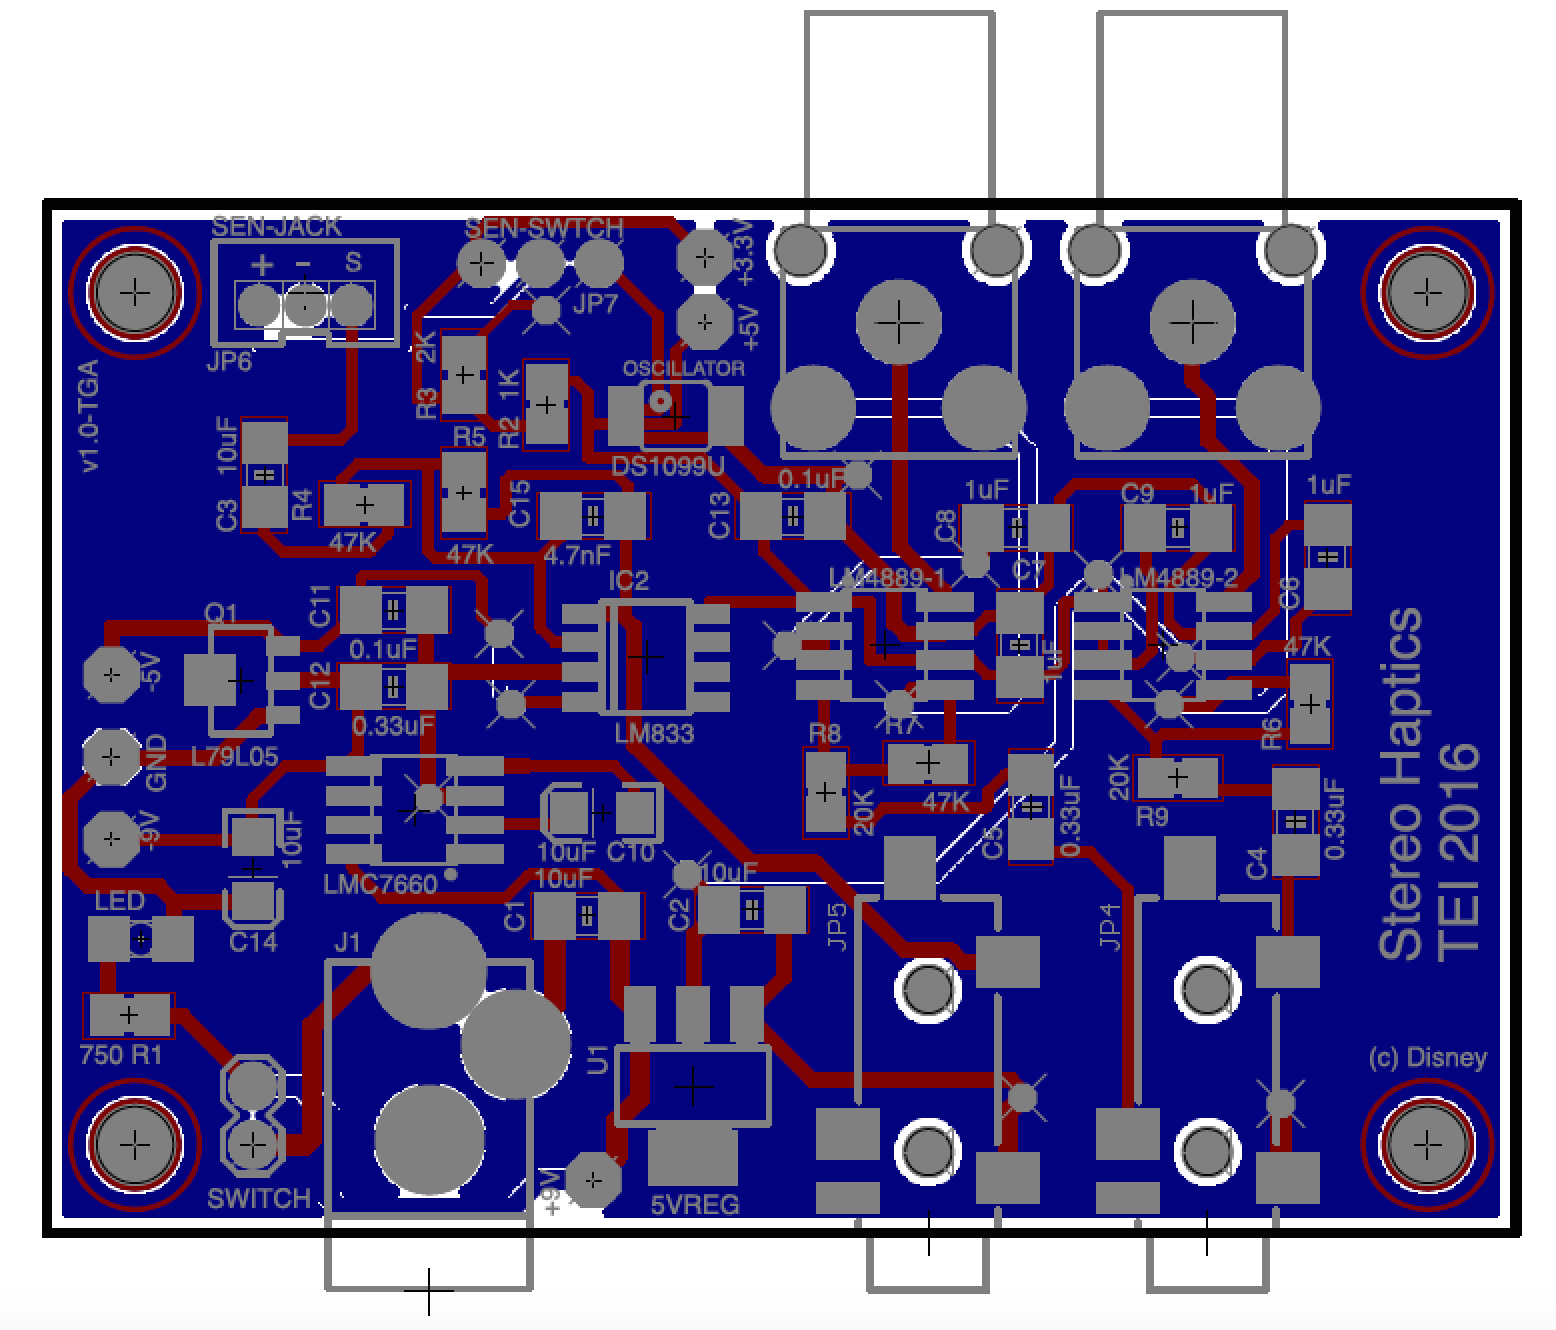 SEN-JACK
+ - S
JP6
SEN-SWTCH
JP7
+3.3V
+5V
v1.0-TGA
R3 2K
R2 1K
OSCILLATOR
DS1099U
C3 10uF
R4
47K
R5
47K
C15
4.7nF
C13
0.1uF
C8
1uF
C9
1uF
1uF
C6
C7
1uF
Q1
C11
0.1uF
-5V
C12
0.33uF
L79L05
GND
IC2
LM833
LM4889-1
LM4889-2
47K
R6
R7
47K
R8
20K
20K
R9
C5
0.33uF
C4
0.33uF
-9V
10uF
C14
LMC7660
10uF
C10
10uF
C1
10uF
C2
LED
750 R1
SWITCH
J1
U1
+9V
5VREG
JP5
JP4
Stereo Haptics
TEI 2016
(c) Disney